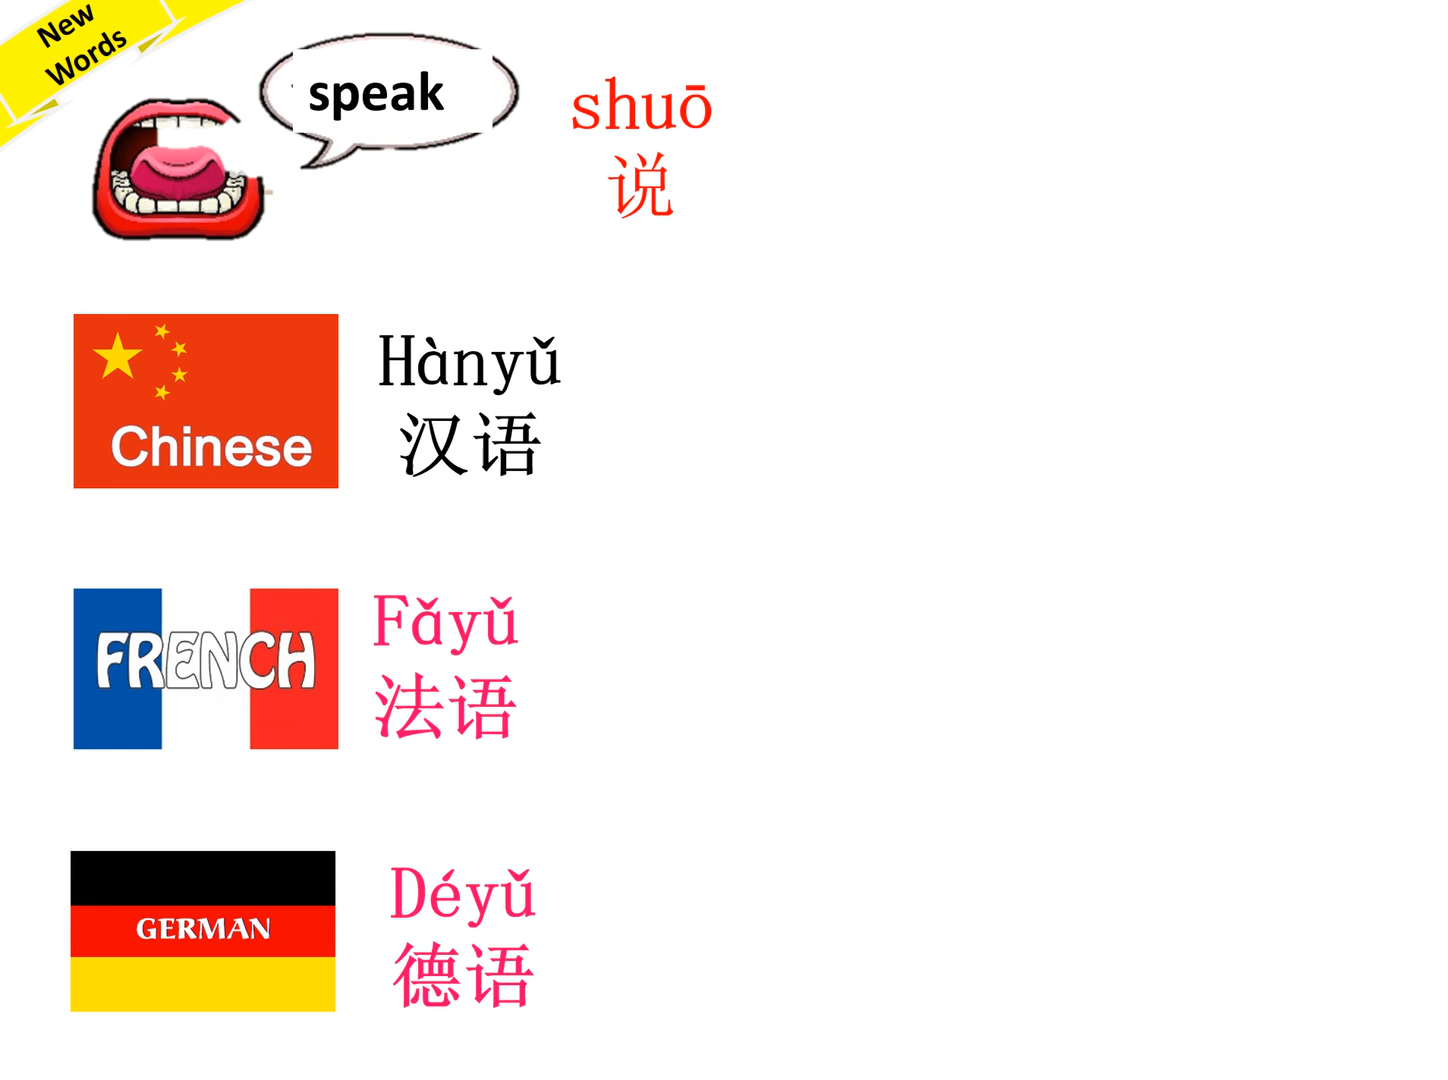 New
Words
speak
shuō
说
Hànyǔ
汉语
Chinese
Fǎyǔ
法语
FRENCH
Déyǔ
德语
GERMAN